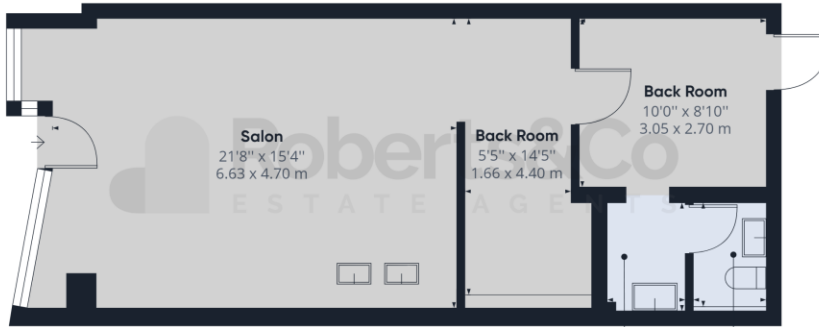 Salon
21'8" x 15'4"
6.63 x 4.70 m
Back Room
5'5" x 14'5"
1.66 x 4.40 m
Back Room
10'0" x 8'10"
3.05 x 2.70 m
Roberts&Co
ESTATE AGENTS